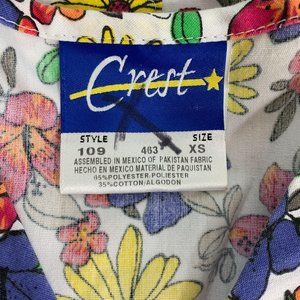 Crest
STYLE SIZE
109 463 XS
ASSEMBLED IN MEXICO OF PAKISTAN FABRIC
HECHO EN MEXICO MATERIAL DE PAQUISTAN
65% POLYESTER/POLIESTER
35% COTTON/ALGODON